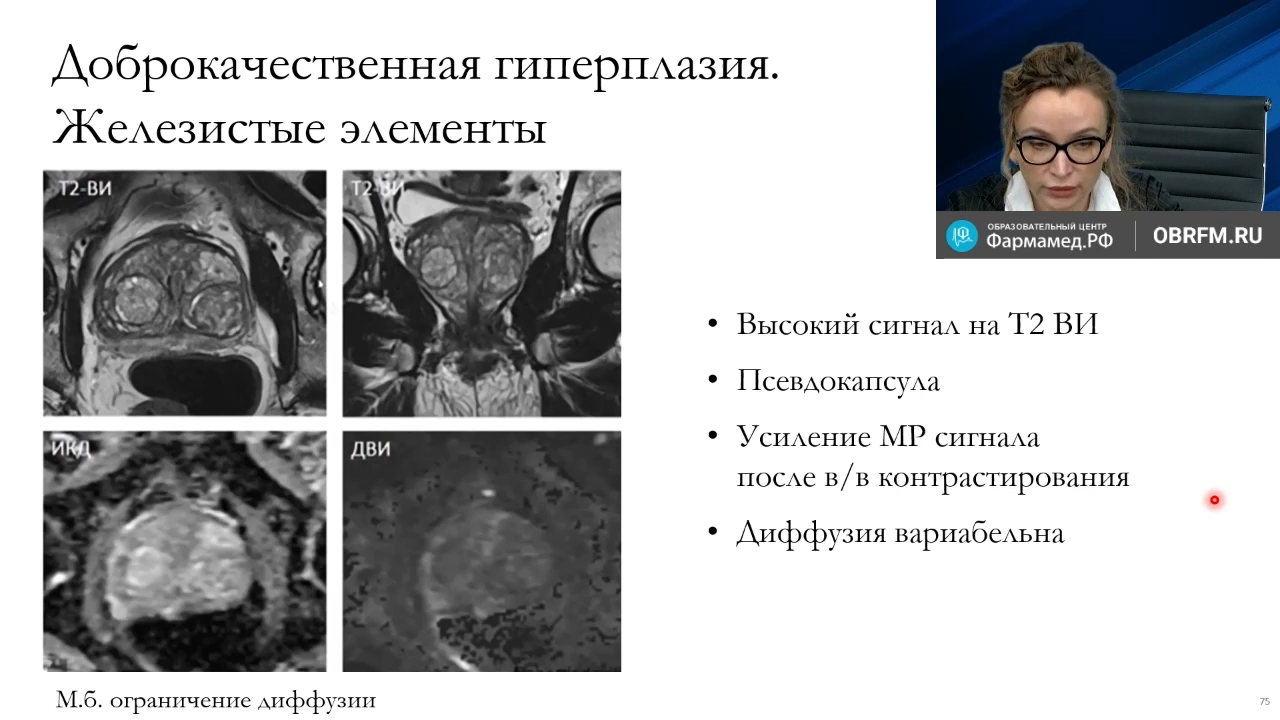 Доброкачественная гиперплазия.
Железистые элементы
Т2-ВИ
Т2-ВИ
ИКД
ДВИ
М.б. ограничение диффузии
ОБРАЗОВАТЕЛЬНЫЙ ЦЕНТР
Фармамед.РФ
OBRFM.RU
• Высокий сигнал на Т2 ВИ
• Псевдокапсула
• Усиление МР сигнала
после в/в контрастирования
• Диффузия вариабельна
75